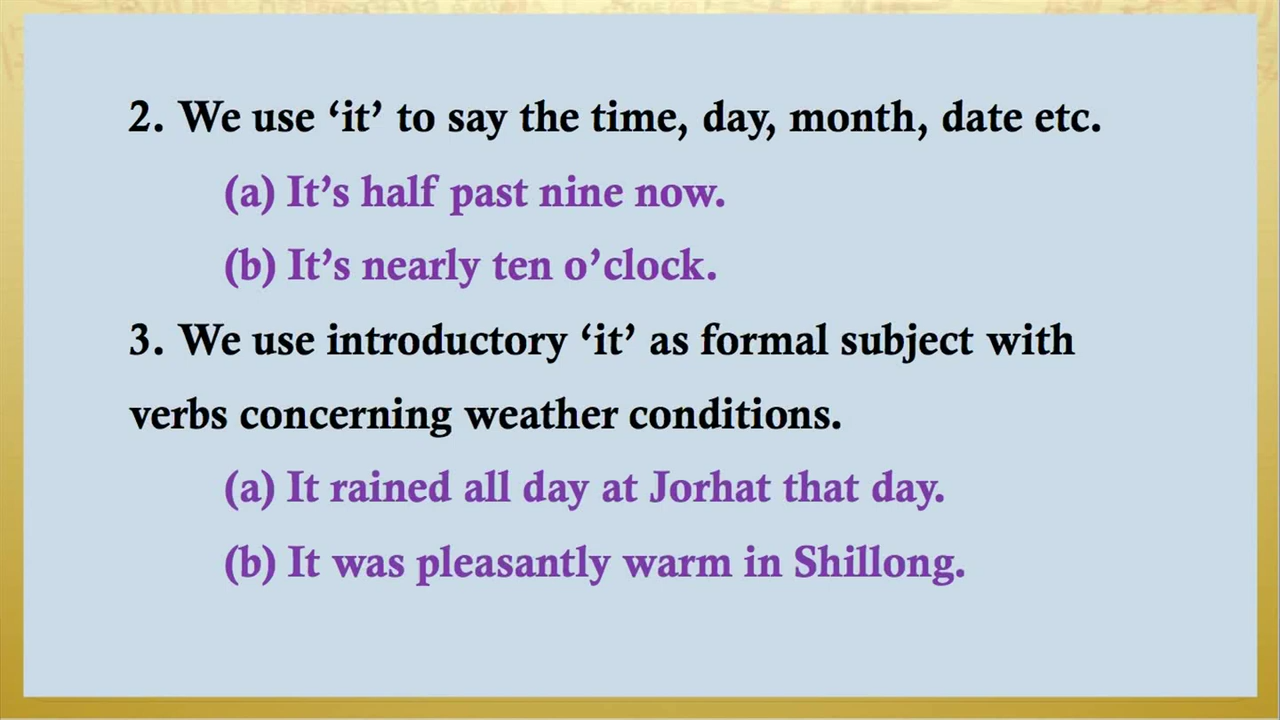 2. We use ‘it’ to say the time, day, month, date etc.
(a) It’s half past nine now.
(b) It’s nearly ten o’clock.
3. We use introductory ‘it’ as formal subject with
verbs concerning weather conditions.
(a) It rained all day at Jorhat that day.
(b) It was pleasantly warm in Shillong.